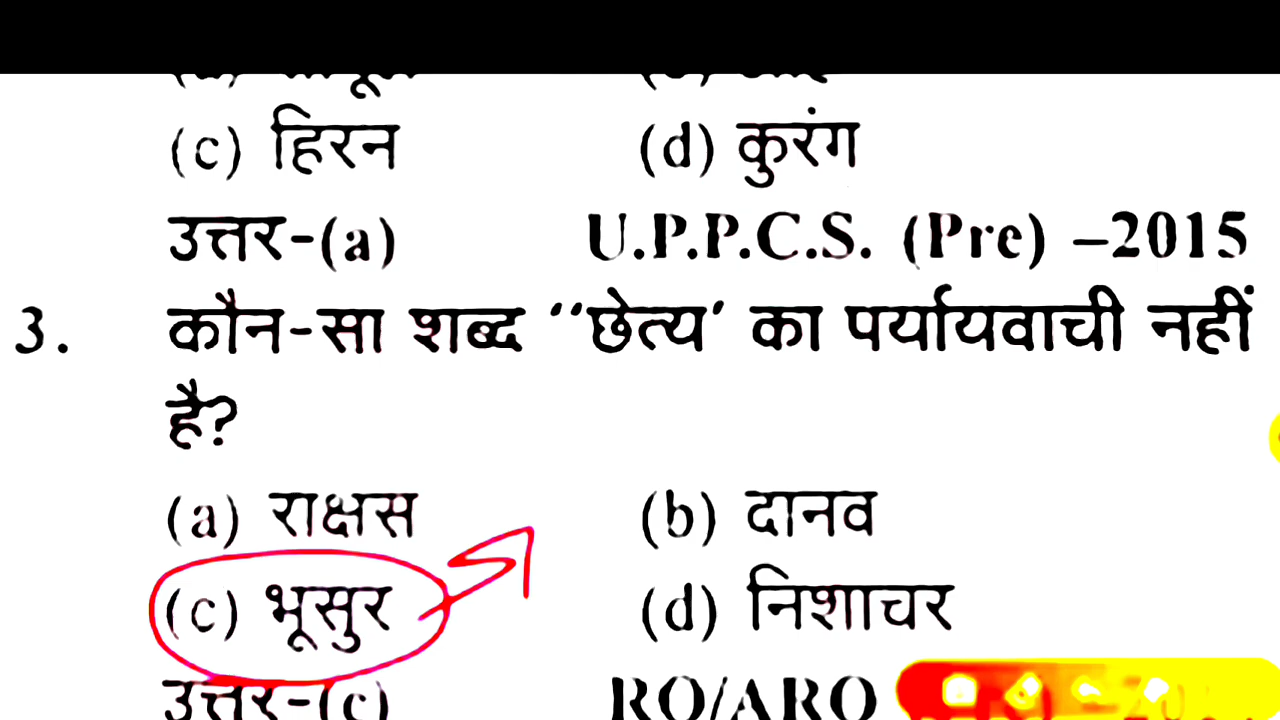 (c) हिरन (d) कुरंग
उत्तर-(a) U.P.P.C.S. (Pre) –2015
3. कौन-सा शब्द ‘‘छेत्य’ का पर्यायवाची नहीं
है?
(a) राक्षस (b) दानव
(c) भूसुर (d) निशाचर
उत्तर-(c) RO/ARO